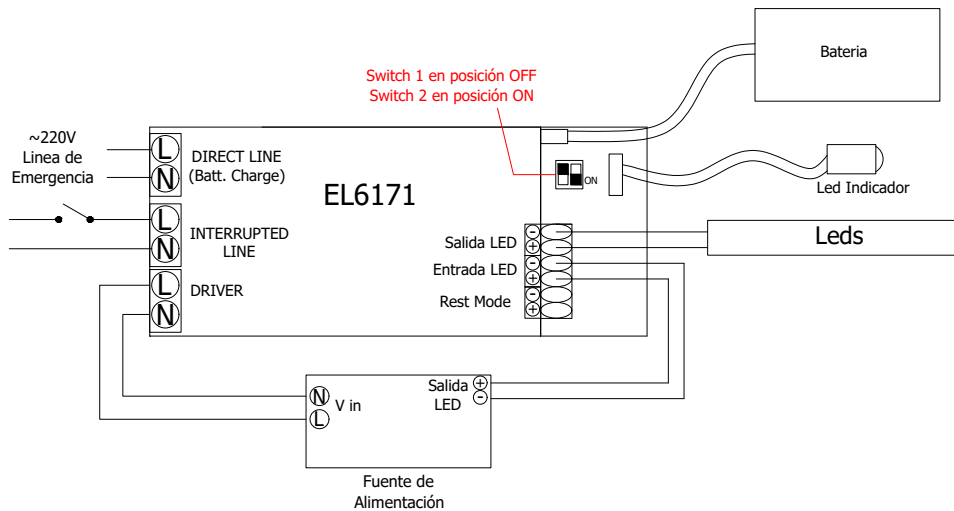 Bateria
Switch 1 en posición OFF
Switch 2 en posición ON
~220V
Linea de
Emergencia
L
N
DIRECT LINE
(Batt. Charge)
EL6171
ON
Led Indicador
L
N
INTERRUPTED
LINE
Salida LED
-
+
Leds
Entrada LED
-
+
L
N
DRIVER
Rest Mode
-
+
N
L
V in
Salida
LED
+
-
Fuente de
Alimentación